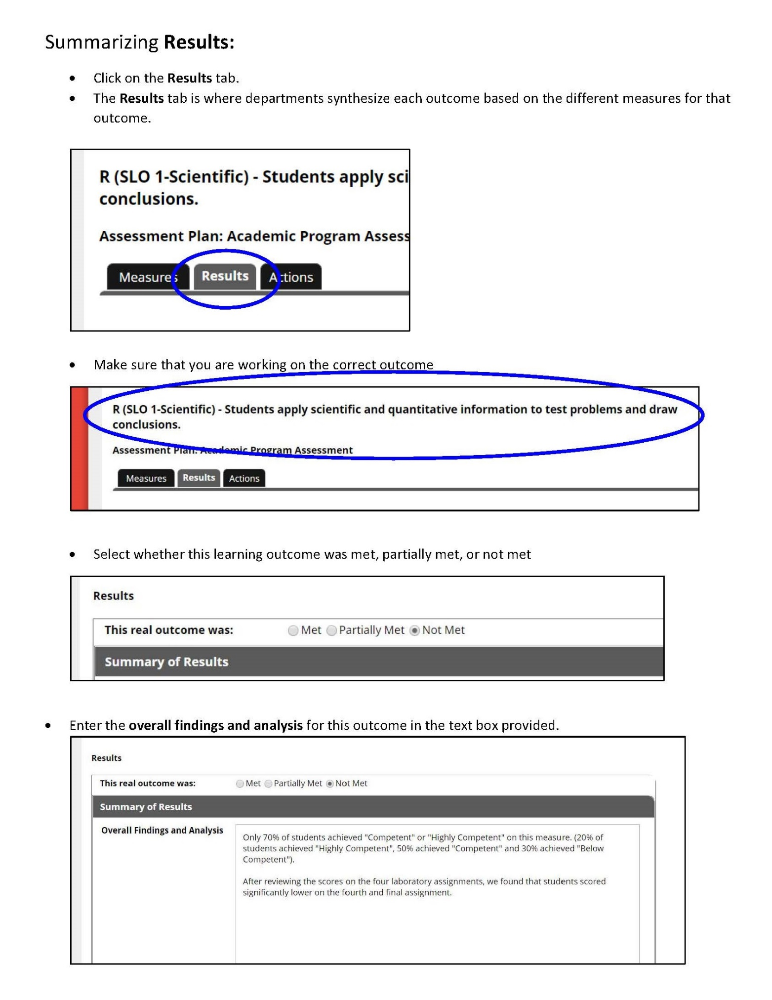 Summarizing Results:
• Click on the Results tab.
• The Results tab is where departments synthesize each outcome based on the different measures for that
outcome.
R (SLO 1-Scientific) - Students apply sci
conclusions.
Assessment Plan: Academic Program Assess
Measures Results Actions
• Make sure that you are working on the correct outcome
R (SLO 1-Scientific) - Students apply scientific and quantitative information to test problems and draw
conclusions.
Assessment Plan: Academic Program Assessment
Measures Results Actions
• Select whether this learning outcome was met, partially met, or not met
Results
This real outcome was: Met Partially Met Not Met
Summary of Results
• Enter the overall findings and analysis for this outcome in the text box provided.
Results
This real outcome was: Met Partially Met Not Met
Summary of Results
Overall Findings and Analysis
Only 70% of students achieved "Competent" or "Highly Competent" on this measure. (20% of
students achieved "Highly Competent", 50% achieved "Competent" and 30% achieved "Below
Competent").
After reviewing the scores on the four laboratory assignments, we found that students scored
significantly lower on the fourth and final assignment.